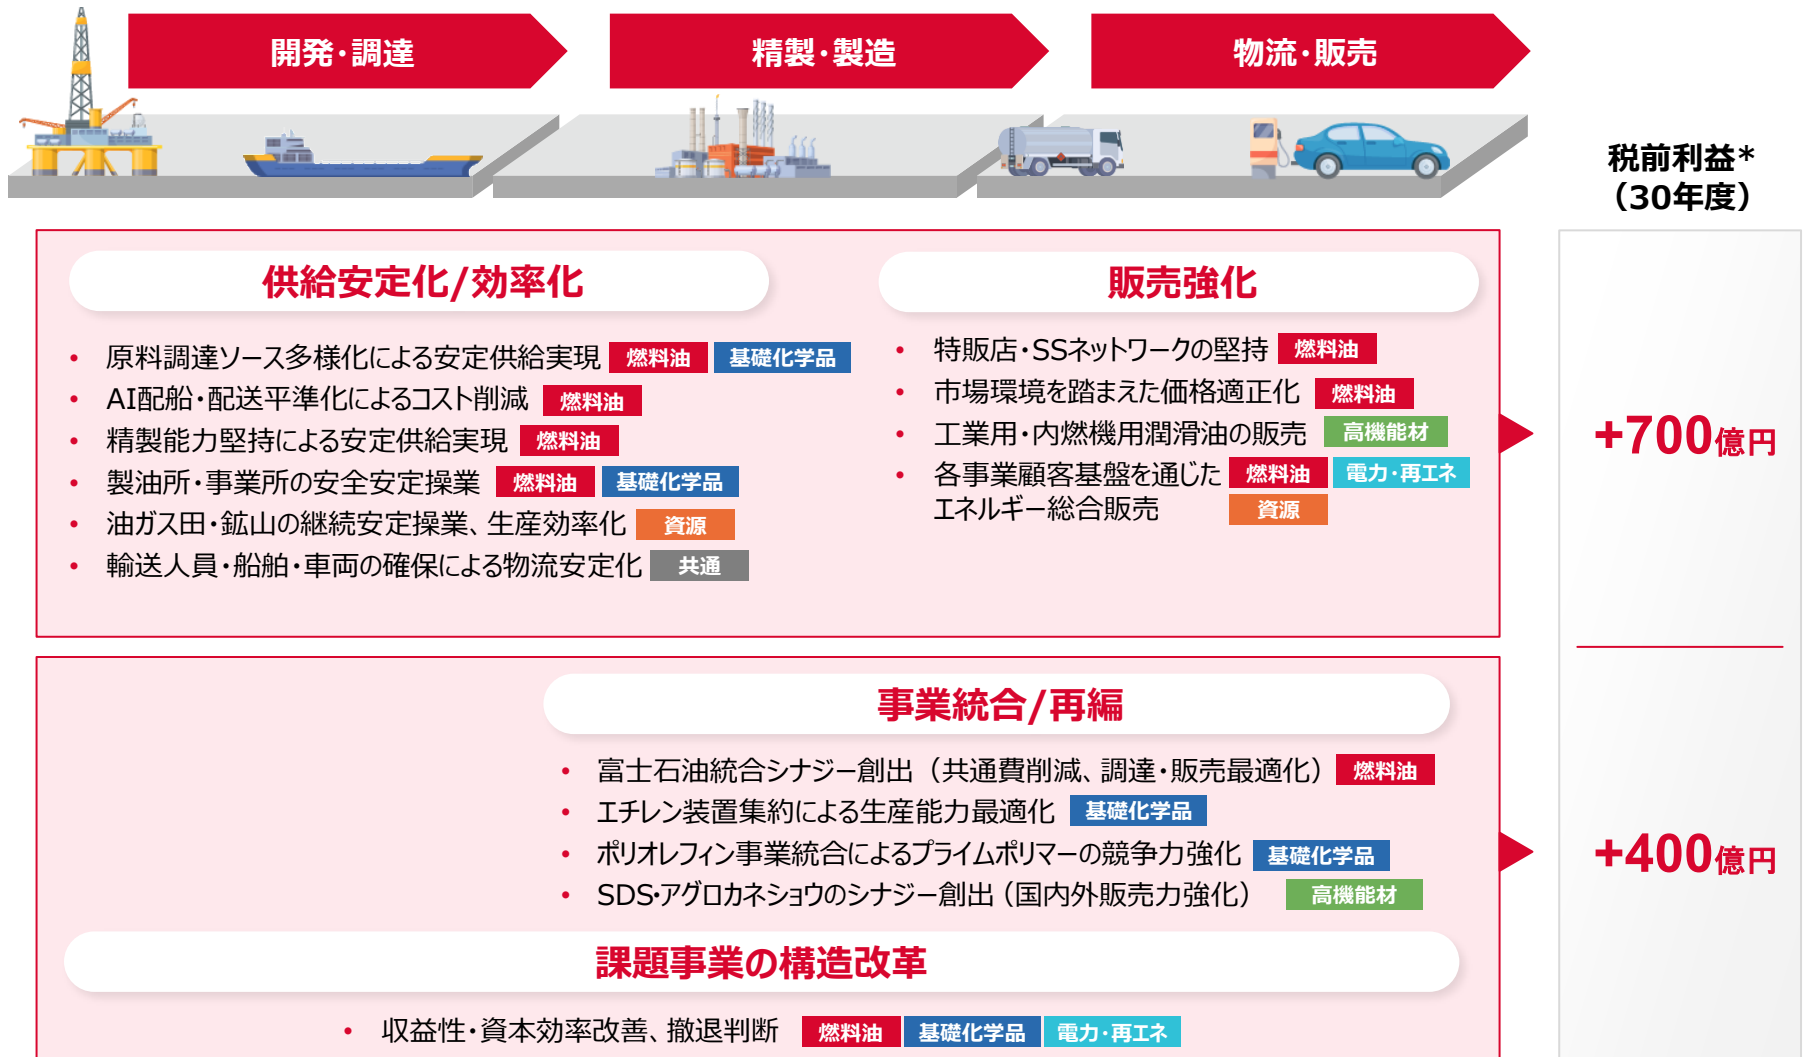 開発・調達
精製・製造
物流・販売
税前利益*
（30年度）
供給安定化/効率化
• 原料調達ソース多様化による安定供給実現 燃料油 基礎化学品
• AI配船・配送平準化によるコスト削減 燃料油
• 精製能力堅持による安定供給実現 燃料油
• 製油所・事業所の安全安定操業 燃料油 基礎化学品
• 油ガス田・鉱山の継続安定操業、生産効率化 資源
• 輸送人員・船舶・車両の確保による物流安定化 共通
販売強化
• 特販店・SSネットワークの堅持 燃料油
• 市場環境を踏まえた価格適正化 燃料油
• 工業用・内燃機用潤滑油の販売 高機能材
• 各事業顧客基盤を通じた 燃料油 電力・再エネ
エネルギー総合販売 資源
+700億円
事業統合/再編
• 富士石油統合シナジー創出（共通費削減、調達・販売最適化） 燃料油
• エチレン装置集約による生産能力最適化 基礎化学品
• ポリオレフィン事業統合によるプライムポリマーの競争力強化 基礎化学品
• SDS・アグロカネショウのシナジー創出（国内外販売力強化） 高機能材
課題事業の構造改革
• 収益性・資本効率改善、撤退判断 燃料油 基礎化学品 電力・再エネ
+400億円